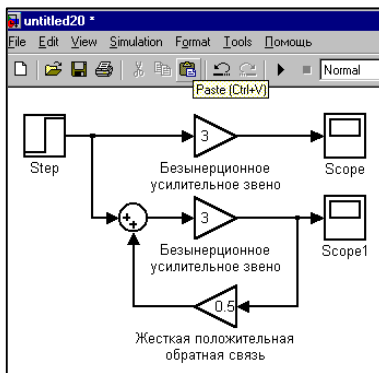 untitled20 *
File Edit View Simulation Format Tools Помощь
Normal
Paste (Ctrl+V)
3
Step
Безынерционное
усилительное звено
Scope
3
Безынерционное
усилительное звено
Scope1
0.5
Жесткая положительная
обратная связь